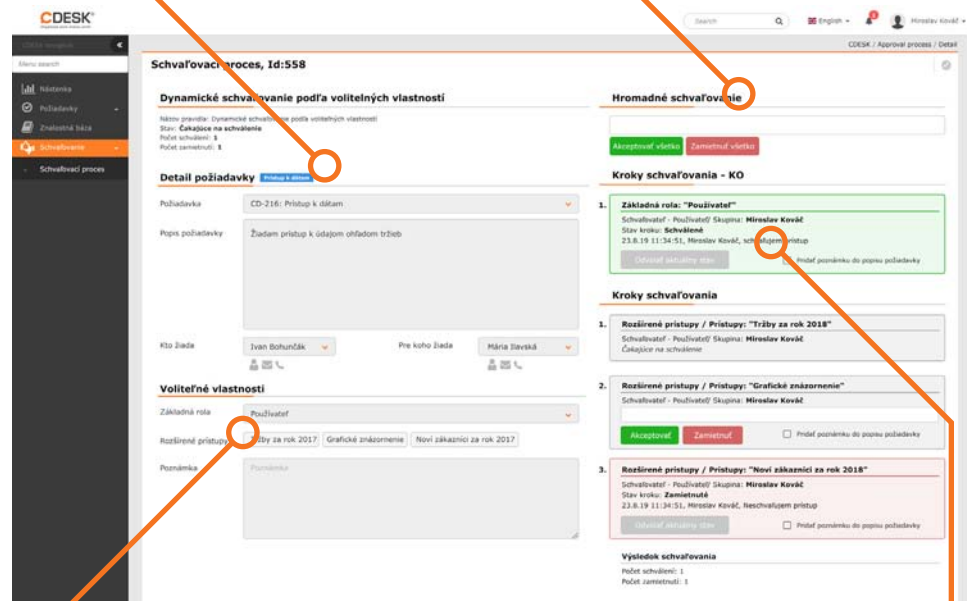 CDESK
Search
English
Miroslav Kováč
Menu search
CDESK / Approval process / Detail
Nástenka
Požiadavky
Znalostná báza
Schvaľovanie
Schvaľovací proces
Schvaľovací proces, Id:558
Dynamické schvaľovanie podľa voliteľných vlastností
Názov pravidla: Dynamické schvaľovanie podľa voliteľných vlastností
Stav: Čakajúce na schválenie
Počet schválení: 1
Počet zamietnutí: 1
Detail požiadavky Prístup k dátam
Požiadavka
CD-216: Prístup k dátam
Popis požiadavky
Žiadam prístup k údajom ohľadom tržieb
Kto žiada
Ivan Bohunčák
Pre koho žiada
Mária Ilavská
Voliteľné vlastnosti
Základná rola
Používateľ
Rozšírené prístupy
Tržby za rok 2017
Grafické znázornenie
Noví zákazníci za rok 2017
Poznámka
Poznámka
Hromadné schvaľovanie
Akceptovať všetko
Zamietnuť všetko
Kroky schvaľovania - KO
1. Základná rola: "Používateľ"
Schvaľovateľ - Používateľ/ Skupina: Miroslav Kováč
Stav kroku: Schválené
23.8.19 11:34:51, Miroslav Kováč, schvaľujem prístup
Odvolať aktuálny stav
Pridať poznámku do popisu požiadavky
Kroky schvaľovania
1. Rozšírené prístupy / Prístupy: "Tržby za rok 2018"
Schvaľovateľ - Používateľ/ Skupina: Miroslav Kováč
Čakajúce na schválenie
2. Rozšírené prístupy / Prístupy: "Grafické znázornenie"
Schvaľovateľ - Používateľ/ Skupina: Miroslav Kováč
Akceptovať
Zamietnuť
Pridať poznámku do popisu požiadavky
3. Rozšírené prístupy / Prístupy: "Noví zákazníci za rok 2018"
Schvaľovateľ - Používateľ/ Skupina: Miroslav Kováč
Stav kroku: Zamietnuté
23.8.19 11:34:51, Miroslav Kováč, Neschvaľujem prístup
Odvolať aktuálny stav
Pridať poznámku do popisu požiadavky
Výsledok schvaľovania
Počet schválení: 1
Počet zamietnutí: 1